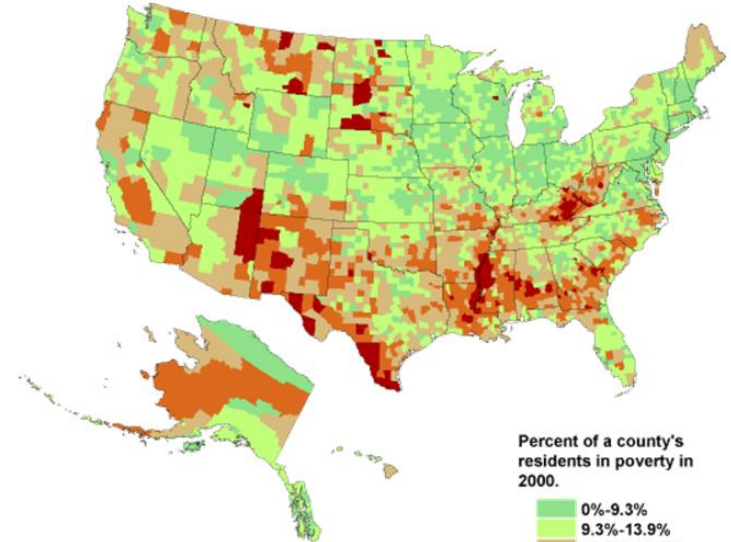 Percent of a county's
residents in poverty in
2000.
0%-9.3%
9.3%-13.9%